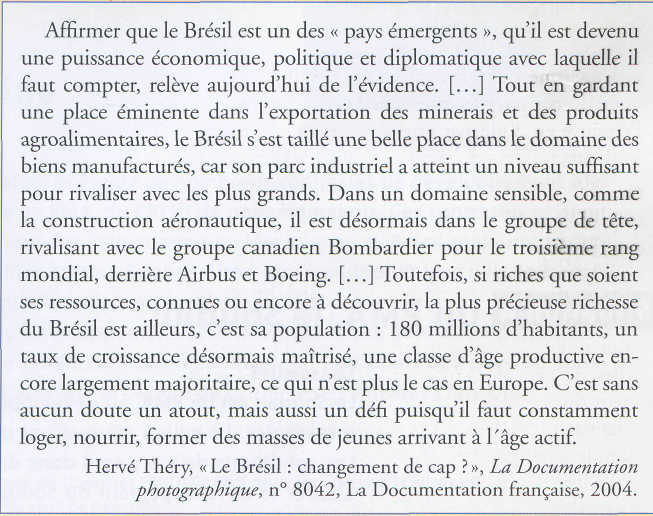 Affirmer que le Brésil est un des « pays émergents », qu'il est devenu
une puissance économique, politique et diplomatique avec laquelle il
faut compter, relève aujourd'hui de l'évidence. […] Tout en gardant
une place éminente dans l'exportation des minerais et des produits
agroalimentaires, le Brésil s'est taillé une belle place dans le domaine des
biens manufacturés, car son parc industriel a atteint un niveau suffisant
pour rivaliser avec les plus grands. Dans un domaine sensible, comme
la construction aéronautique, il est désormais dans le groupe de tête,
rivalisant avec le groupe canadien Bombardier pour le troisième rang
mondial, derrière Airbus et Boeing. […] Toutefois, si riches que soient
ses ressources, connues ou encore à découvrir, la plus précieuse richesse
du Brésil est ailleurs, c'est sa population : 180 millions d'habitants, un
taux de croissance désormais maîtrisé, une classe d'âge productive en-
core largement majoritaire, ce qui n'est plus le cas en Europe. C'est sans
aucun doute un atout, mais aussi un défi puisqu'il faut constamment
loger, nourrir, former des masses de jeunes arrivant à l´âge actif.
Hervé Théry, « Le Brésil : changement de cap ? », La Documentation
photographique, n° 8042, La Documentation française, 2004.